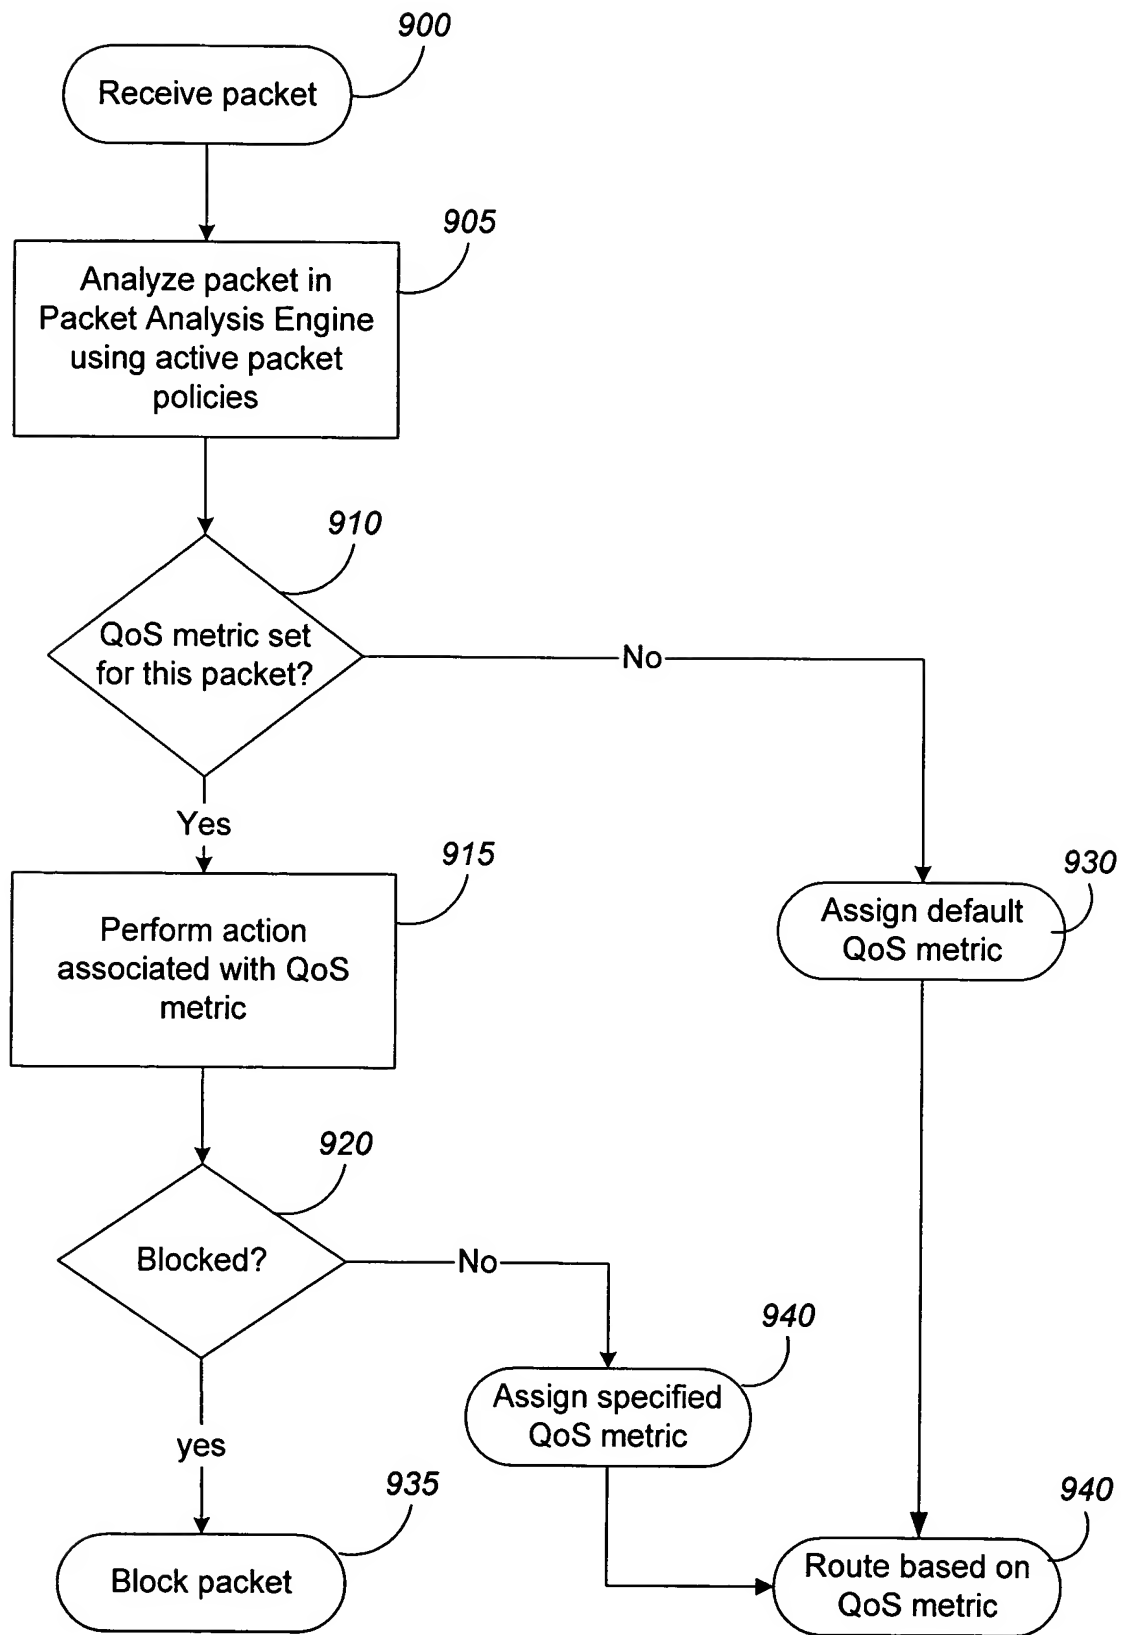 900
Receive packet
905
Analyze packet in
Packet Analysis Engine
using active packet
policies
910
QoS metric set
for this packet?
No
Yes
915
Perform action
associated with QoS
metric
930
Assign default
QoS metric
920
Blocked?
No
940
Assign specified
QoS metric
yes
935
Block packet
940
Route based on
QoS metric